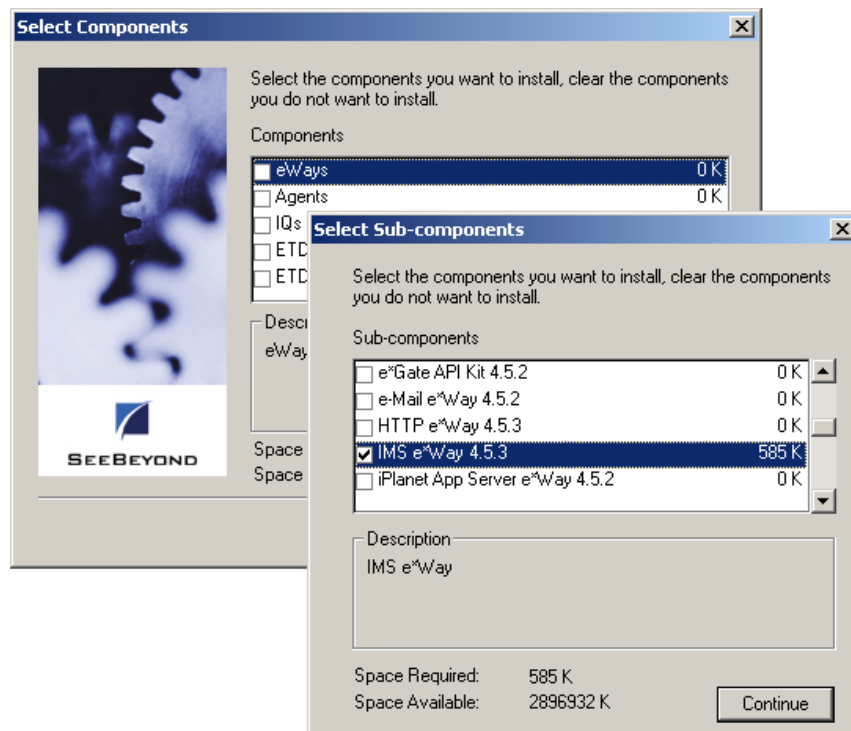 Select Components
Select the components you want to install, clear the components
you do not want to install.
Components
eWays 0 K
Agents 0 K
IQs
ETD
ETD
eWay
Space
Space
SEEBEYOND
Select Sub-components
Select the components you want to install, clear the components
you do not want to install.
Sub-components
e*Gate API Kit 4.5.2 0 K
e-Mail e*Way 4.5.2 0 K
HTTP e*Way 4.5.3 0 K
IMS e*Way 4.5.3 585 K
iPlanet App Server e*Way 4.5.2 0 K
Description
IMS e*Way
Space Required: 585 K
Space Available: 2896932 K
Continue